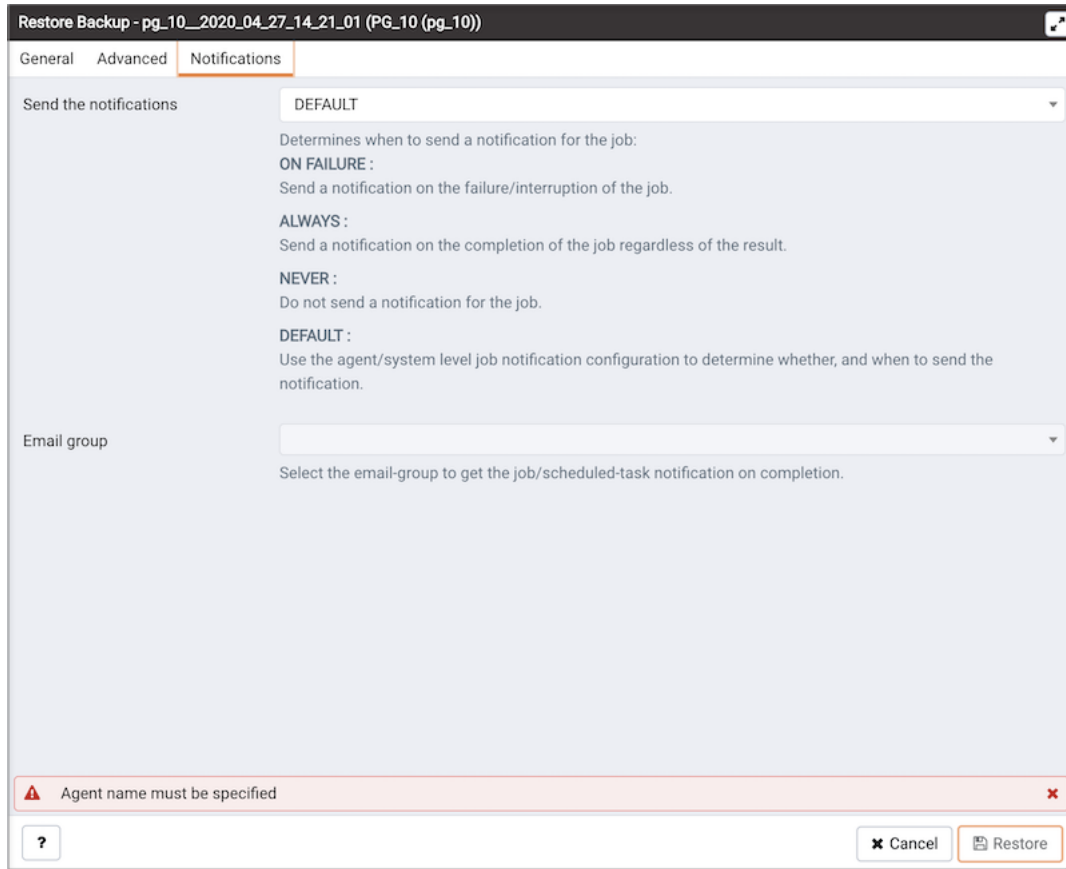 Restore Backup - pg_10__2020_04_27_14_21_01 (PG_10 (pg_10))
General Advanced Notifications
Send the notifications DEFAULT
Determines when to send a notification for the job:
ON FAILURE :
Send a notification on the failure/interruption of the job.
ALWAYS :
Send a notification on the completion of the job regardless of the result.
NEVER :
Do not send a notification for the job.
DEFAULT :
Use the agent/system level job notification configuration to determine whether, and when to send the
notification.
Email group
Select the email-group to get the job/scheduled-task notification on completion.
Agent name must be specified
? Cancel Restore